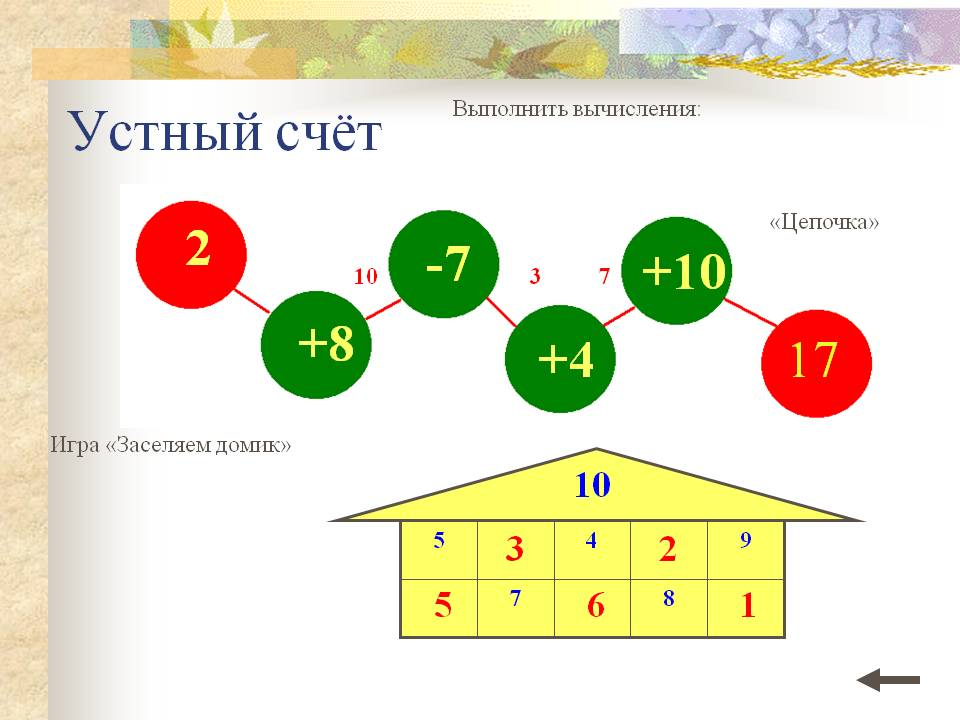 Выполнить вычисления:
Устный счёт
«Цепочка»
2
+8
10
-7
3
+4
7
+10
17
Игра «Заселяем домик»
10
5 3 4 2 9
5 7 6 8 1